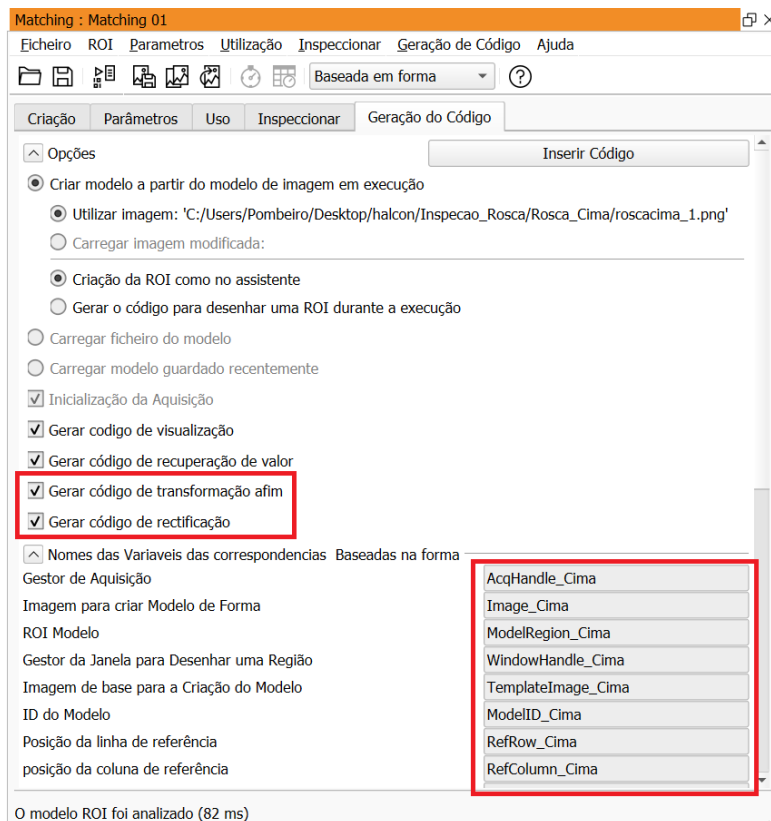 Matching : Matching 01
Ficheiro ROI Parametros Utilização Inspeccionar Geração de Código Ajuda
Baseada em forma
Criação Parâmetros Uso Inspeccionar Geração do Código
Opções Inserir Código
Criar modelo a partir do modelo de imagem em execução
Utilizar imagem: 'C:/Users/Pombeiro/Desktop/halcon/Inspecao_Rosca/Rosca_Cima/roscacima_1.png'
Carregar imagem modificada:
Criação da ROI como no assistente
Gerar o código para desenhar uma ROI durante a execução
Carregar ficheiro do modelo
Carregar modelo guardado recentemente
Inicialização da Aquisição
Gerar codigo de visualização
Gerar código de recuperação de valor
Gerar código de transformação afim
Gerar código de rectificação
Nomes das Variaveis das correspondencias Baseadas na forma
Gestor de Aquisição AcqHandle_Cima
Imagem para criar Modelo de Forma Image_Cima
ROI Modelo ModelRegion_Cima
Gestor da Janela para Desenhar uma Região WindowHandle_Cima
Imagem de base para a Criação do Modelo TemplateImage_Cima
ID do Modelo ModelID_Cima
Posição da linha de referência RefRow_Cima
posição da coluna de referência RefColumn_Cima
O modelo ROI foi analizado (82 ms)